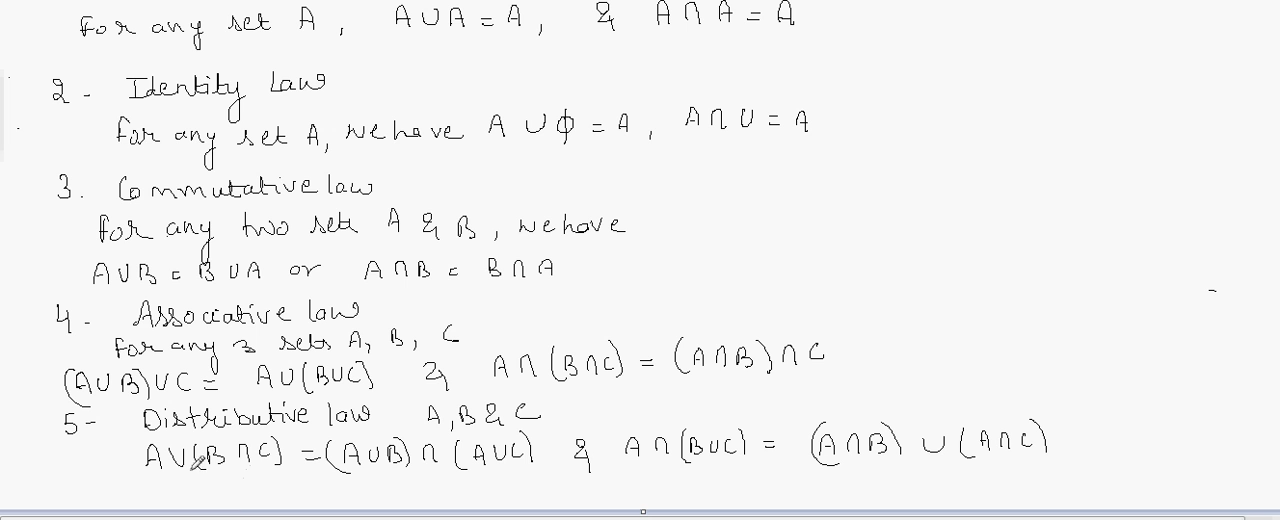 For any set A, A∪A = A, & A∩A = A
2 - Identity Law
for any set A, we have A ∪ ϕ = A, A∩U = A
3. Commutative law
for any two set A & B, we have
A∪B = B∪A or A∩B = B∩A
4 - Associative law
for any 3 sets A, B, C
(A∪B)∪C = A∪(B∪C) & A∩(B∩C) = (A∩B)∩C
5 - Distributive law A, B & C
A∪(B∩C) = (A∪B)∩(A∪C) & A∩(B∪C) = (A∩B)∪(A∩C)